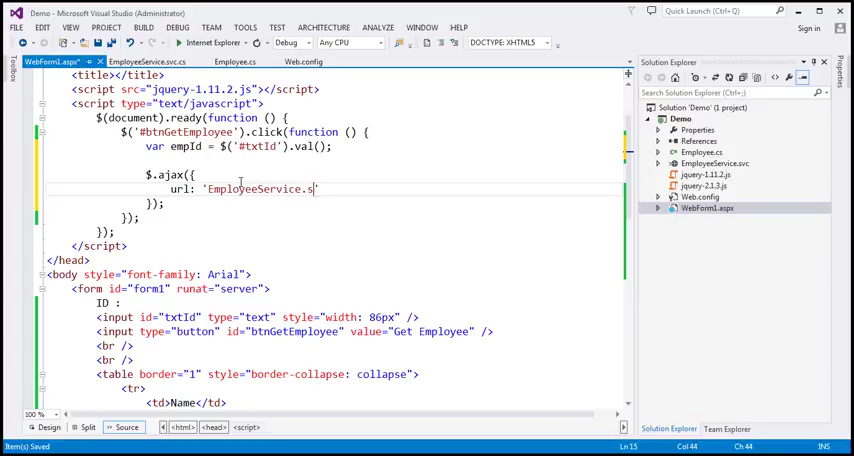 Demo - Microsoft Visual Studio (Administrator)
Quick Launch (Ctrl+Q)
FILE EDIT VIEW PROJECT BUILD DEBUG TEAM TOOLS TEST ARCHITECTURE ANALYZE WINDOW HELP
Sign in
Internet Explorer Debug Any CPU DOCTYPE: XHTML5
Toolbox
WebForm1.aspx* EmployeeService.svc.cs Employee.cs Web.config
<title></title>
<script src="jquery-1.11.2.js"></script>
<script type="text/javascript">
$(document).ready(function () {
$('#btnGetEmployee').click(function () {
var empId = $('#txtId').val();
$.ajax({
url: 'EmployeeService.s'
});
});
});
</script>
</head>
<body style="font-family: Arial">
<form id="form1" runat="server">
ID :
<input id="txtId" type="text" style="width: 86px" />
<input type="button" id="btnGetEmployee" value="Get Employee" />
<br />
<br />
<table border="1" style="border-collapse: collapse">
<tr>
<td>Name</td>
100 %
Design Split Source <html> <head> <script>
Solution Explorer
Search Solution Explorer (Ctrl+;)
Solution 'Demo' (1 project)
Demo
Properties
References
Employee.cs
EmployeeService.svc
jquery-1.11.2.js
jquery-2.1.3.js
Web.config
WebForm1.aspx
Solution Explorer Team Explorer
Properties
Item(s) Saved Ln 15 Col 44 Ch 44 INS